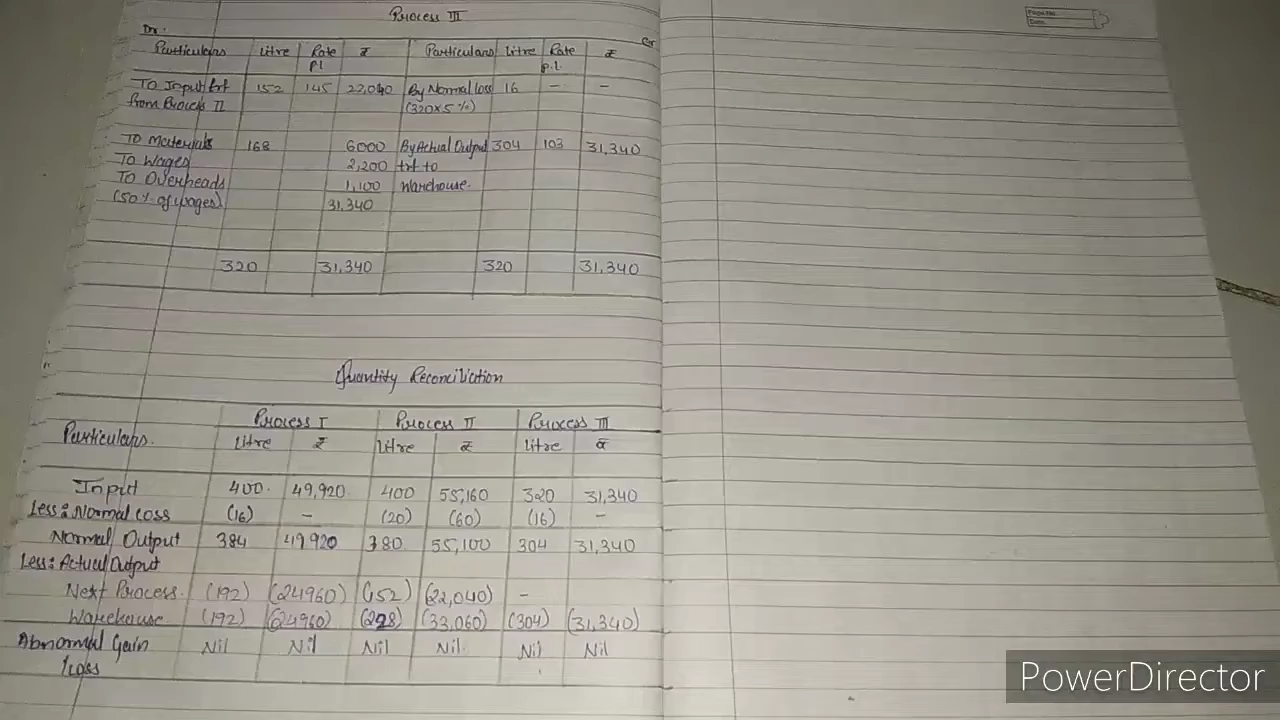 Process III
Dr. Cr
Particulars Litre Rate p.l ₹ Particulars Litre Rate p.l. ₹
To Input trf 152 145 22,040 By Normal loss 16 - -
from Process II (320x5%)
To Materials 168 6000 By Actual Output 304 103 31,340
To Wages 2,200 trf to
To Overheads 1,100 Warehouse.
(50% of wages) 31,340
320 31,340 320 31,340
Quantity Reconciliation
Particulars. Process I Process II Process III
Litre ₹ Litre ₹ Litre ₹
Input 400. 49,920. 400 55,160 320 31,340
Less: Normal Loss (16) - (20) (60) (16) -
Normal Output 384 49920 380 55,100 304 31,340
Less: Actual Output
Next Process. (192) (24960) (152) (22,040) -
Warehouse (192) (24960) (228) (33,060) (304) (31,340)
Abnormal Gain Nil Nil Nil Nil. Nil Nil
/Loss
Page No.
Date
PowerDirector